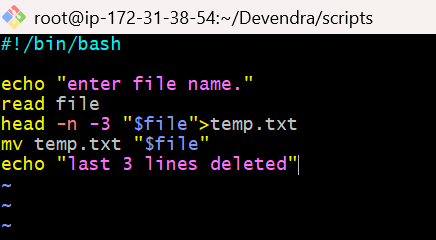 root@ip-172-31-38-54:~/Devendra/scripts
#!/bin/bash
echo "enter file name."
read file
head -n -3 "$file">temp.txt
mv temp.txt "$file"
echo "last 3 lines deleted"
~
~
~